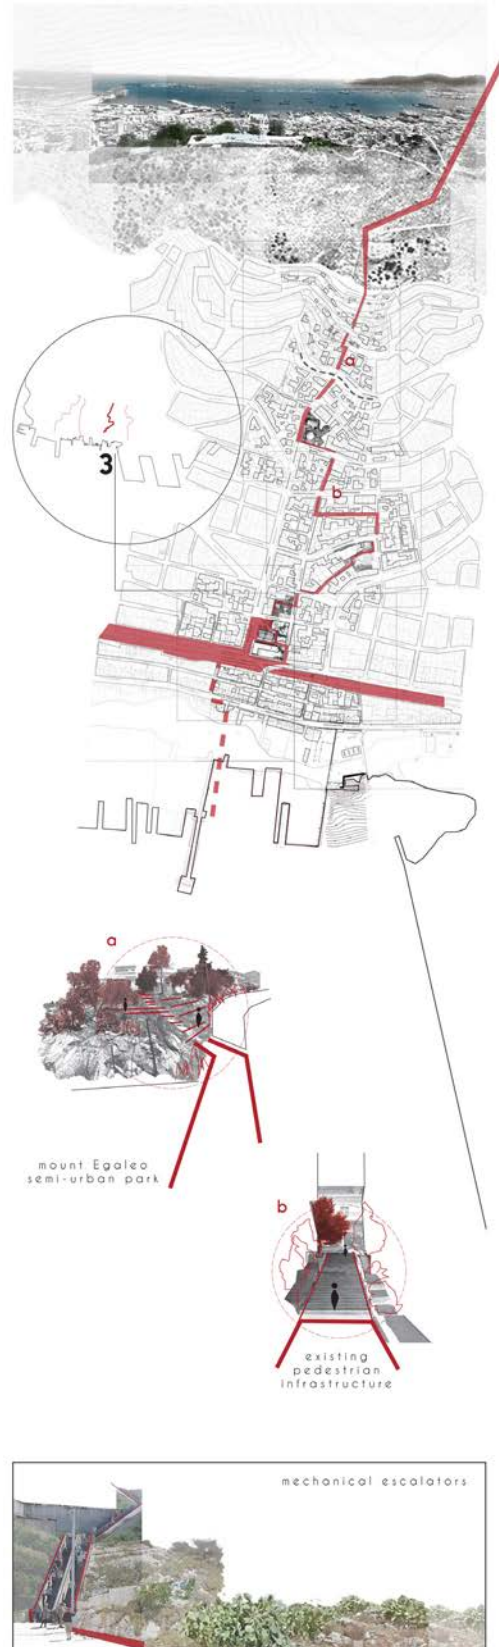 a
3
b
a
mount Egaleo
semi-urban park
b
existing
pedestrian
infrastructure
mechanical escalators